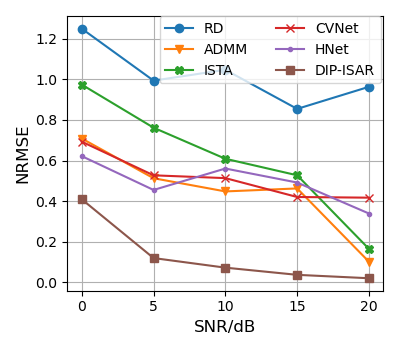 RD
ADMM
ISTA
CVNet
HNet
DIP-ISAR
1.2
1.0
0.8
0.6
0.4
0.2
0.0
NRMSE
0 5 10 15 20
SNR/dB